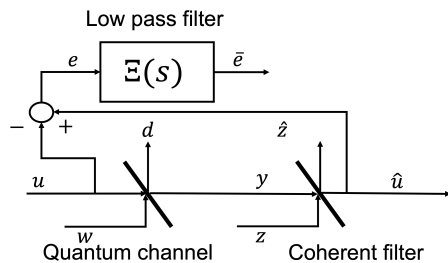 Low pass filter
e
Ξ(s)
ē
− +
d
ẑ
u
y
û
w
z
Quantum channel
Coherent filter